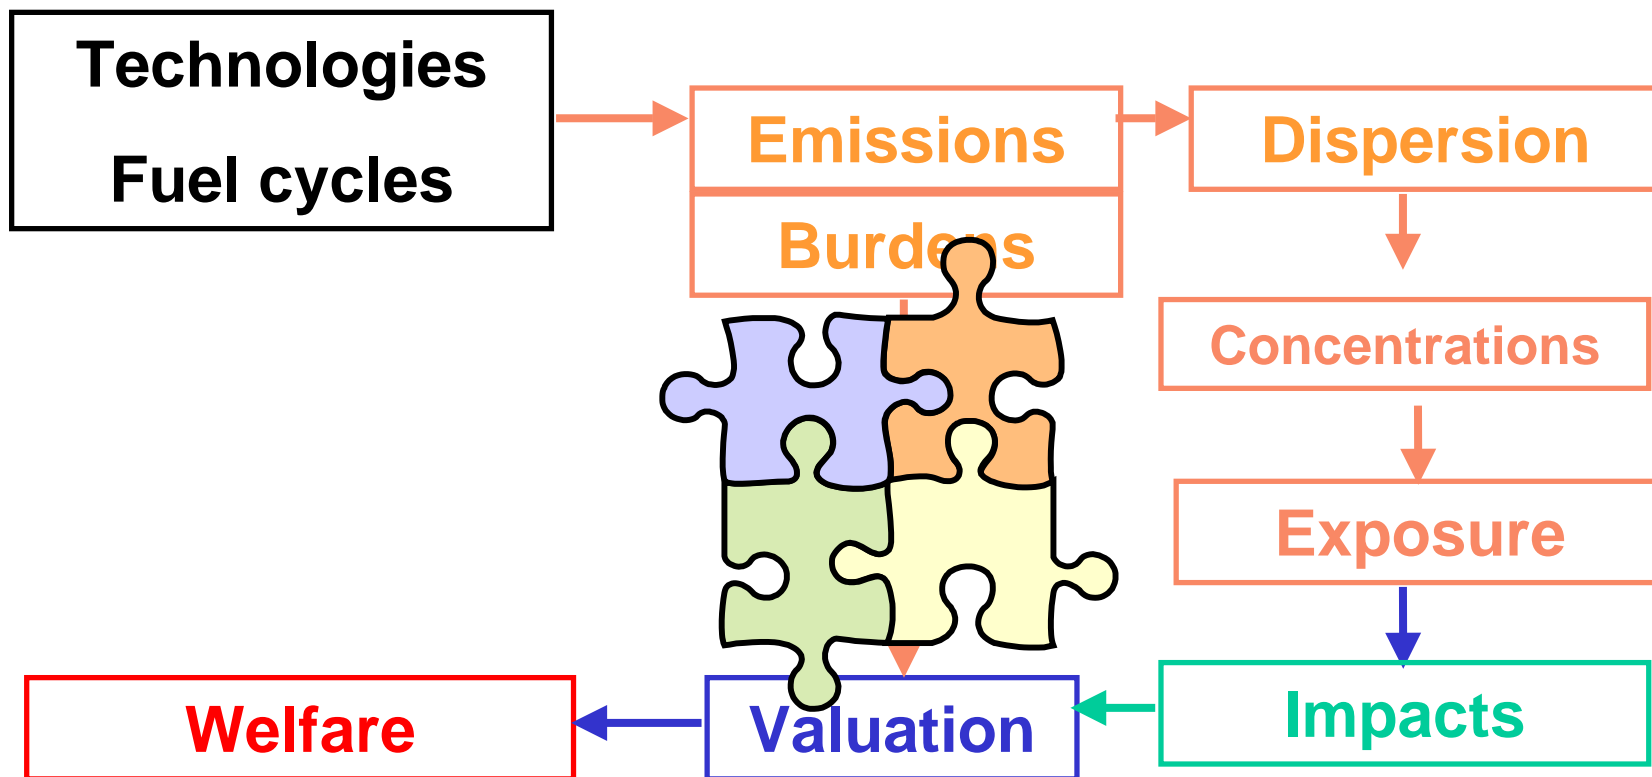 Technologies
Fuel cycles
Emissions
Burdens
Dispersion
Concentrations
Exposure
Impacts
Valuation
Welfare